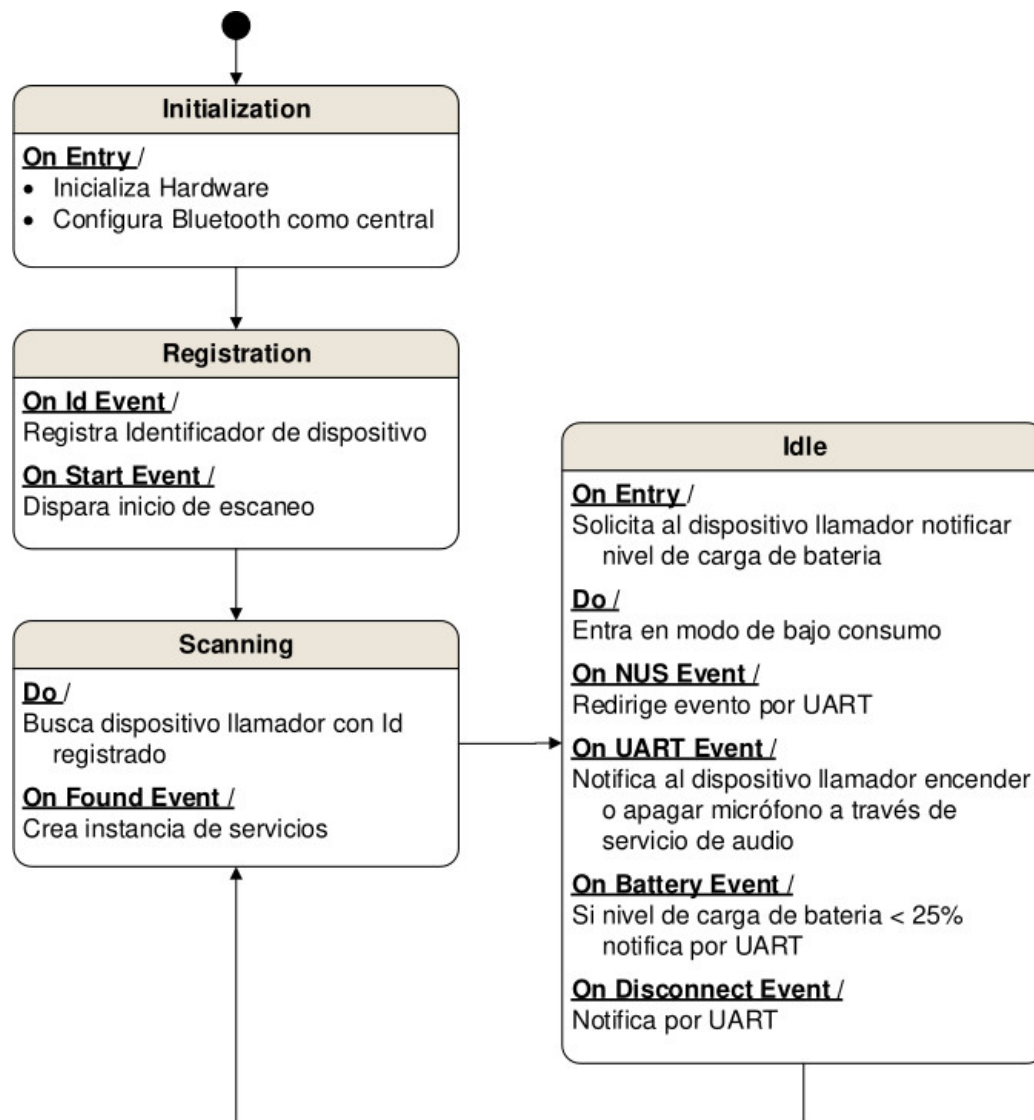 Initialization
On Entry /
• Inicializa Hardware
• Configura Bluetooth como central
Registration
On Id Event /
Registra Identificador de dispositivo
On Start Event /
Dispara inicio de escaneo
Scanning
Do /
Busca dispositivo llamador con Id
registrado
On Found Event /
Crea instancia de servicios
Idle
On Entry /
Solicita al dispositivo llamador notificar
nivel de carga de bateria
Do /
Entra en modo de bajo consumo
On NUS Event /
Redirige evento por UART
On UART Event /
Notifica al dispositivo llamador encender
o apagar micrófono a través de
servicio de audio
On Battery Event /
Si nivel de carga de bateria < 25%
notifica por UART
On Disconnect Event /
Notifica por UART